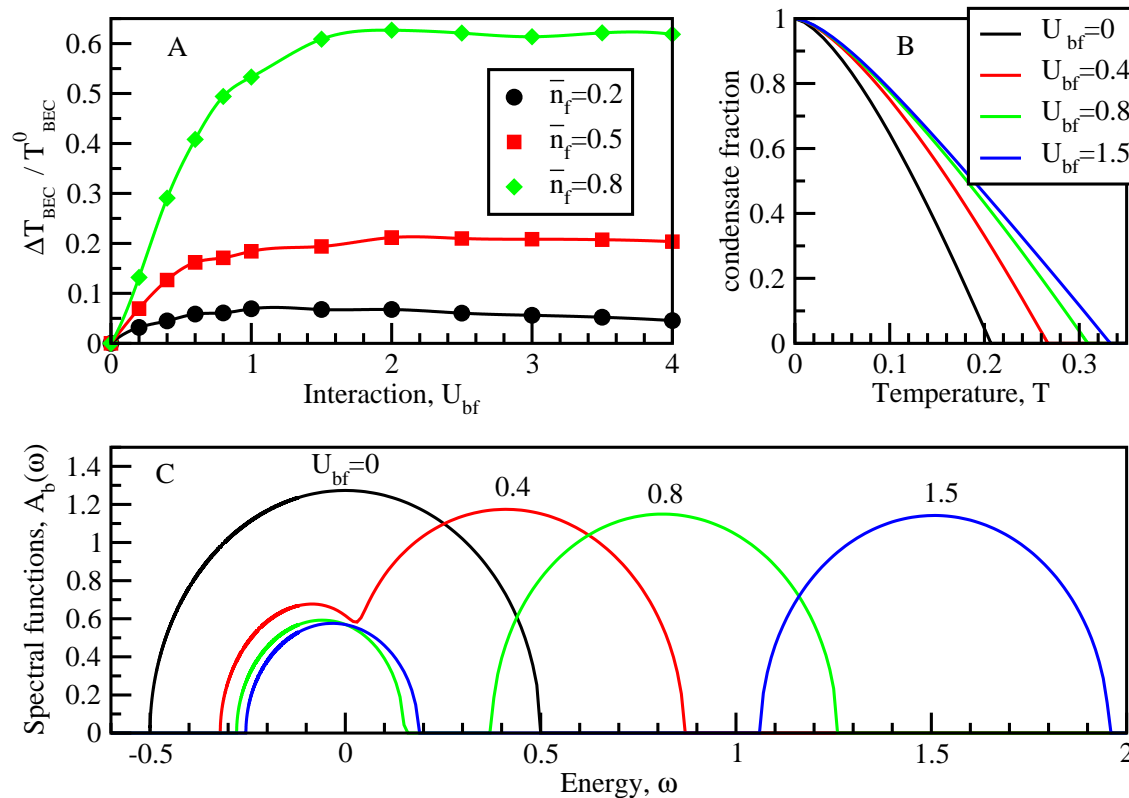 A
0.6
0.5
0.4
0.3
0.2
0.1
0
ΔT_BEC / T^0_BEC
n̄_f=0.2
n̄_f=0.5
n̄_f=0.8
0 1 2 3 4
Interaction, U_bf
B
1
0.8
0.6
0.4
0.2
0
condensate fraction
U_bf=0
U_bf=0.4
U_bf=0.8
U_bf=1.5
0 0.1 0.2 0.3
Temperature, T
C
1.4
1.2
1
0.8
0.6
0.4
0.2
0
Spectral functions, A_b(ω)
U_bf=0
0.4
0.8
1.5
-0.5 0 0.5 1 1.5 2
Energy, ω